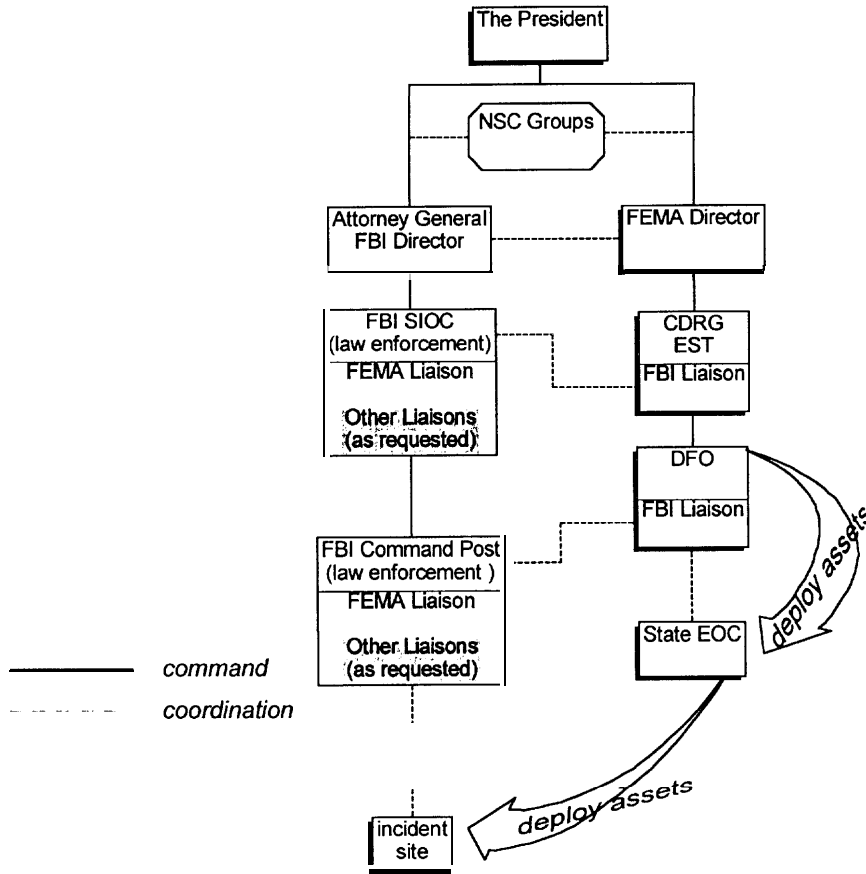 The President
NSC Groups
Attorney General
FBI Director
FEMA Director
FBI SIOC
(law enforcement)
FEMA Liaison
Other Liaisons
(as requested)
CDRG
EST
FBI Liaison
DFO
FBI Liaison
deploy assets
FBI Command Post
(law enforcement )
FEMA Liaison
Other Liaisons
(as requested)
State EOC
command
coordination
deploy assets
incident
site